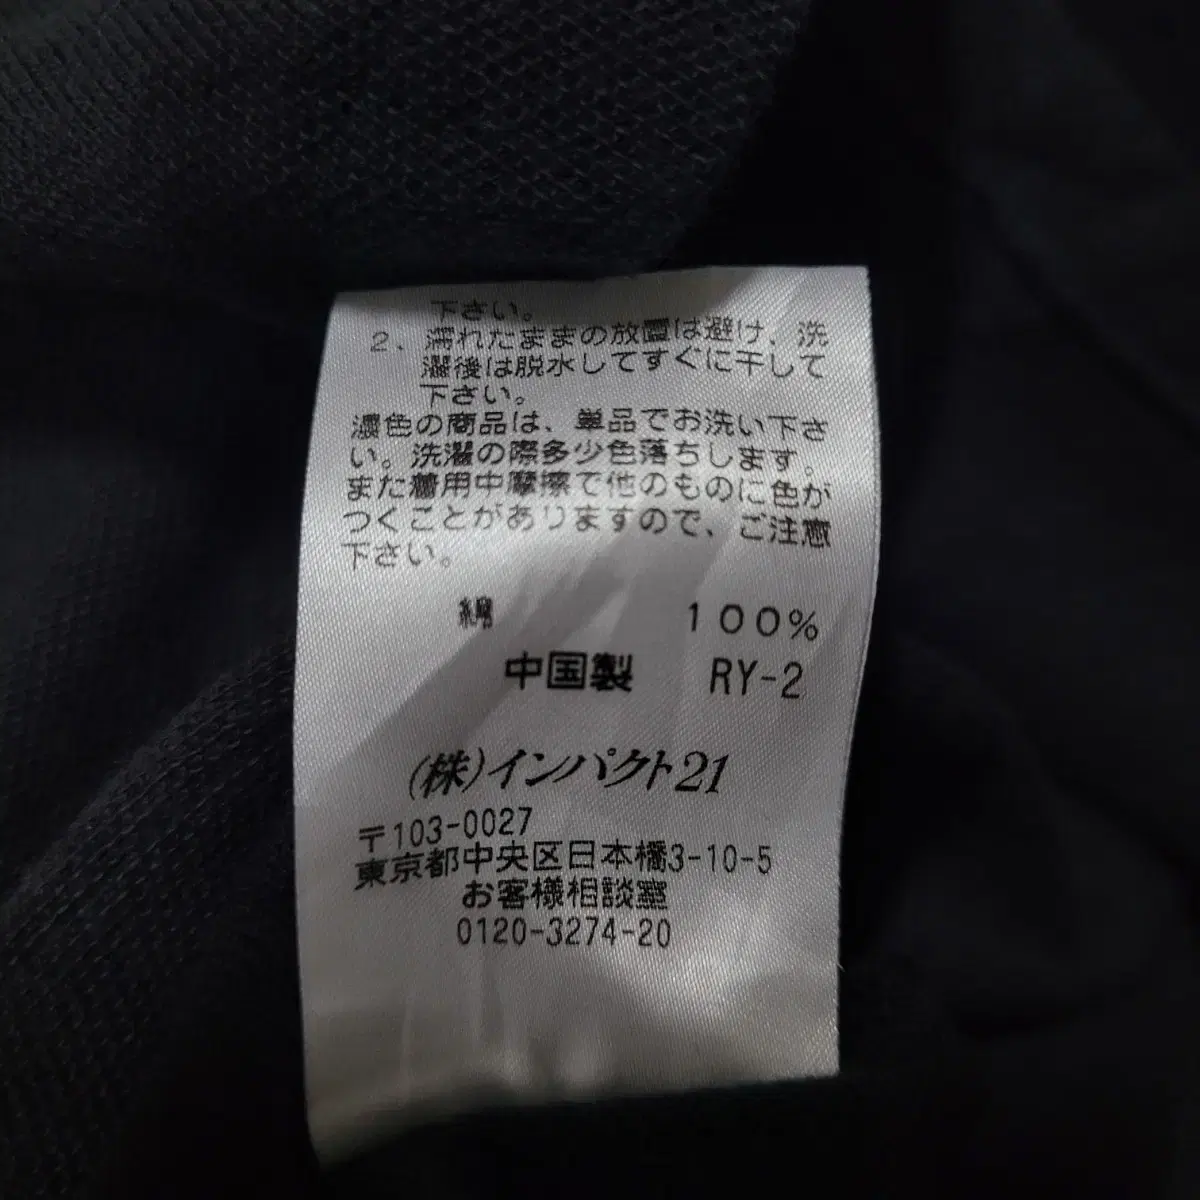 下さい。
2. 濡れたままの放置は避け、洗
濯後は脱水してすぐに干して
下さい。
濃色の商品は、単品でお洗い下さ
い。洗濯の際多少色落ちします。
また着用中摩擦で他のものに色が
つくことがありますので、ご注意
下さい。
綿 100%
中国製 RY-2
(株)インパクト21
〒103-0027
東京都中央区日本橋3-10-5
お客様相談室
0120-3274-20